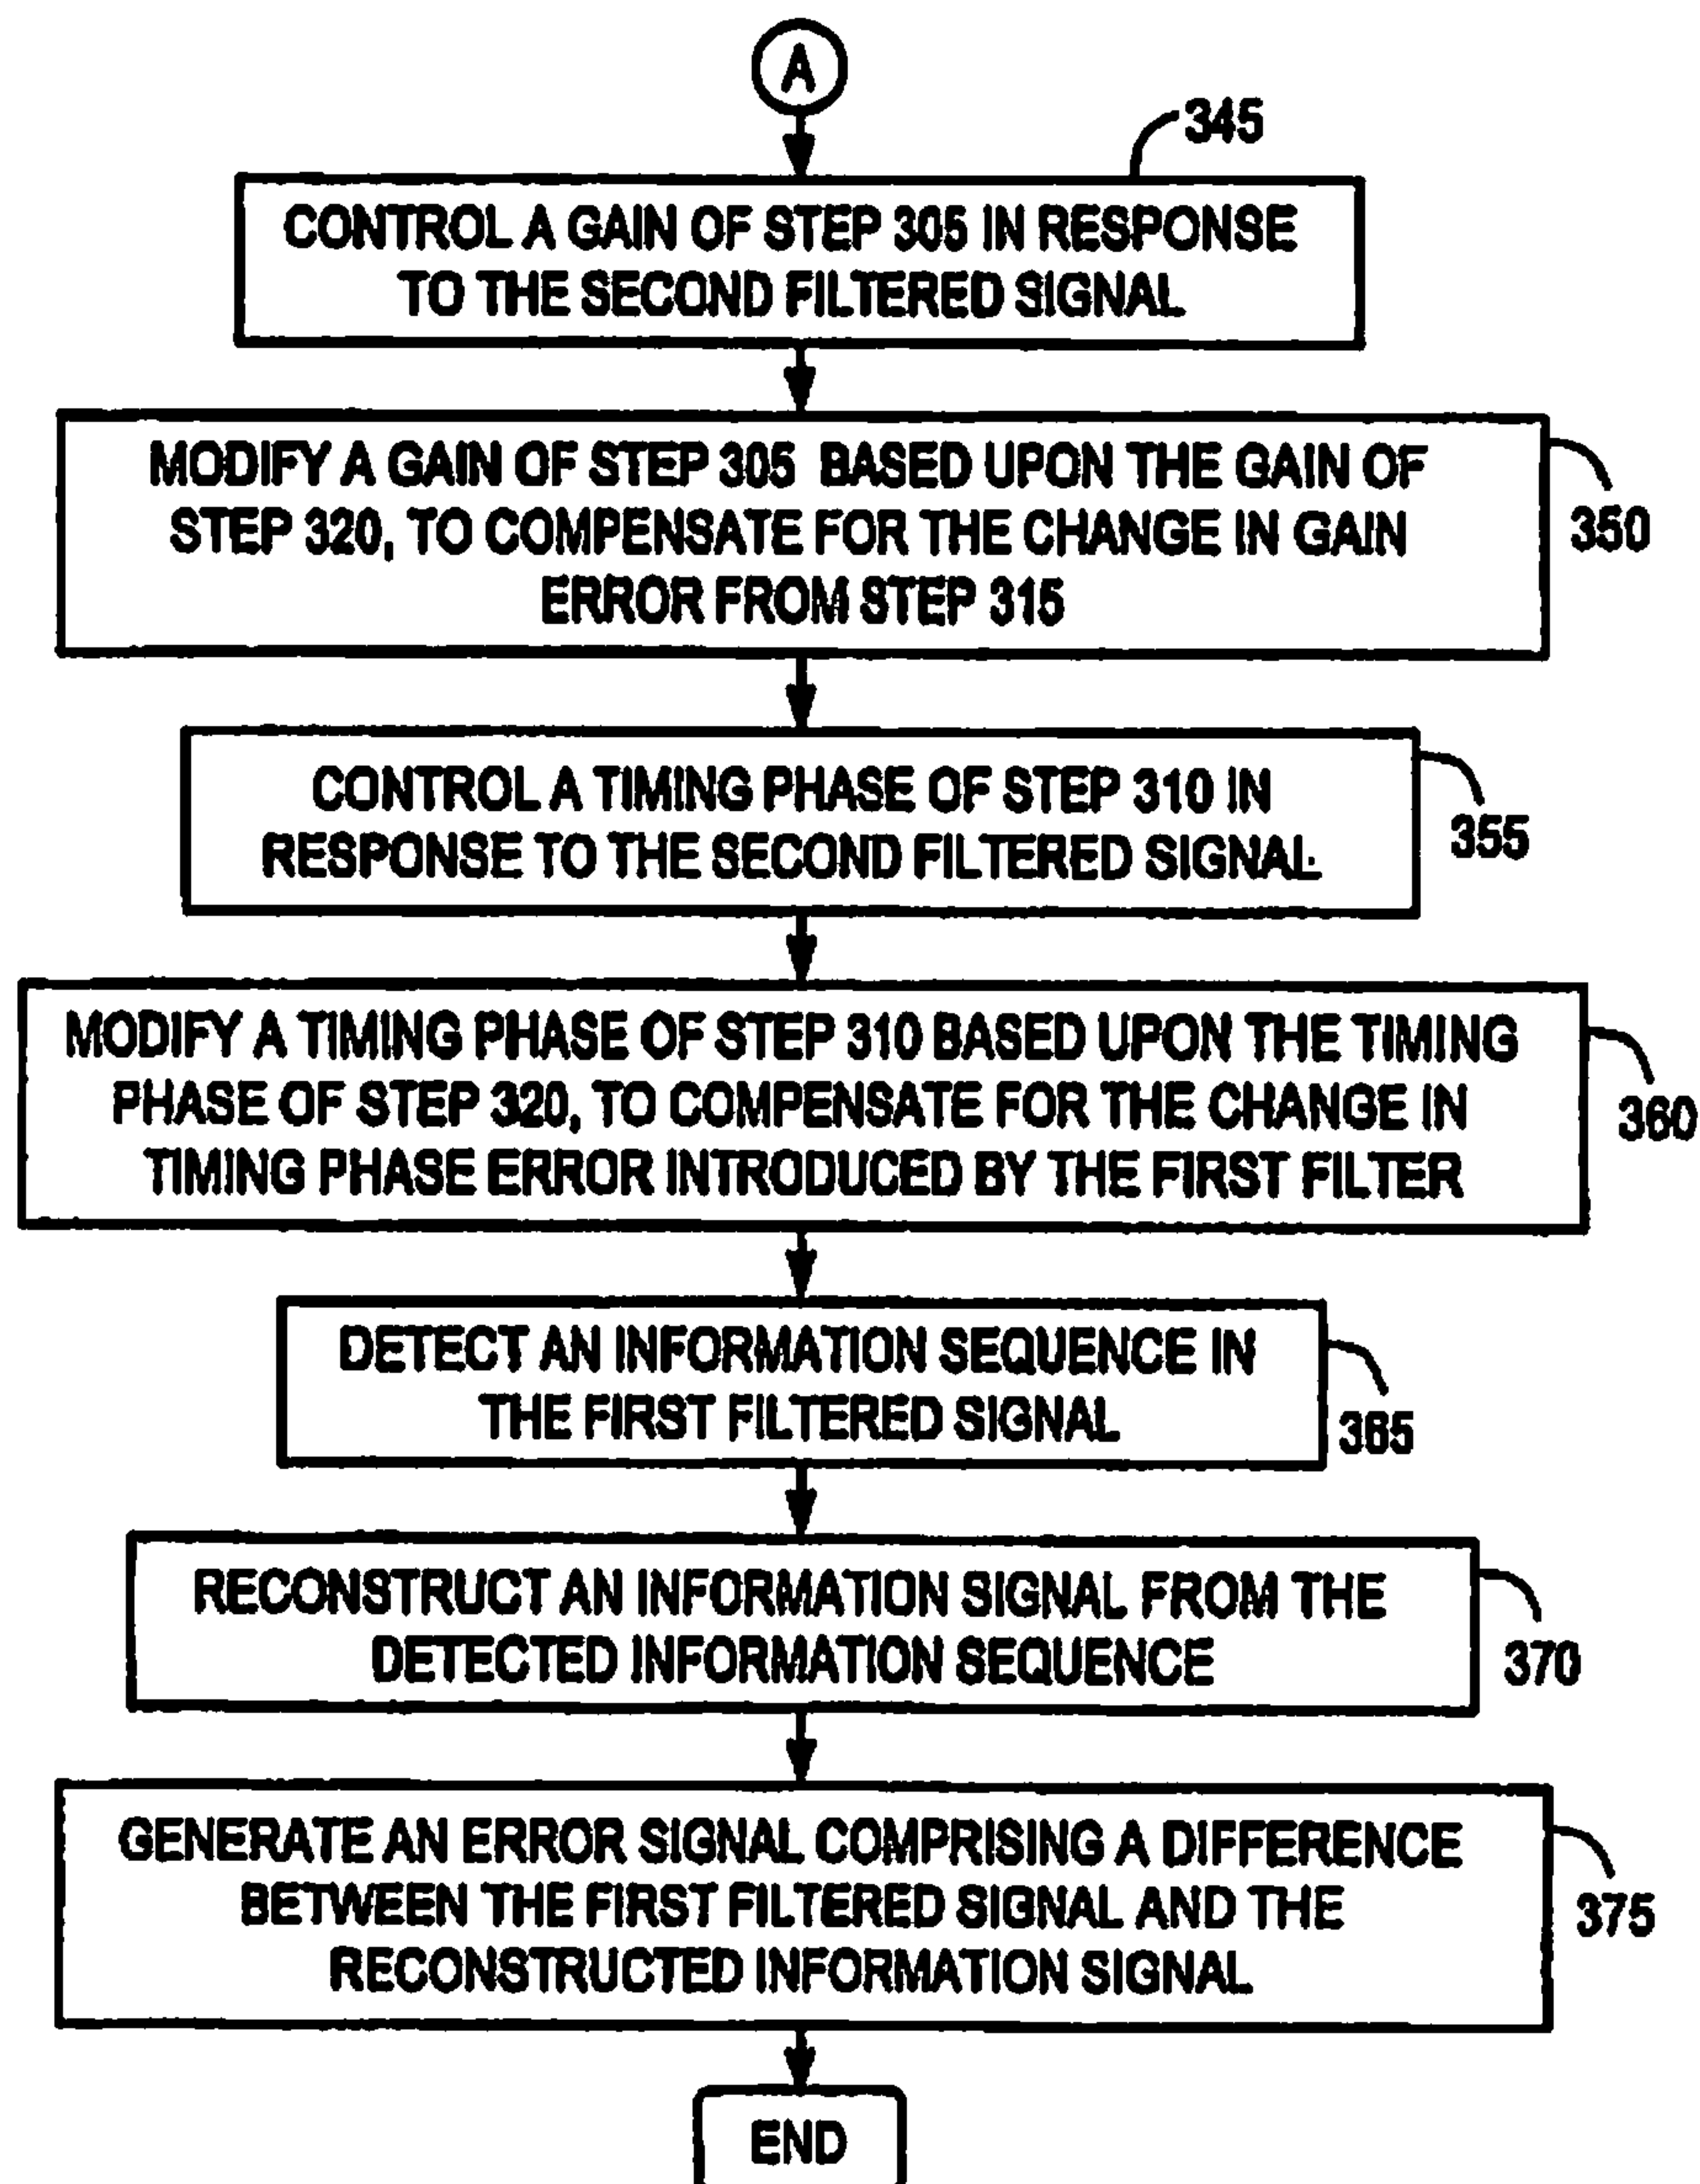 A
345
CONTROL A GAIN OF STEP 305 IN RESPONSE
TO THE SECOND FILTERED SIGNAL
MODIFY A GAIN OF STEP 305 BASED UPON THE GAIN OF
STEP 320, TO COMPENSATE FOR THE CHANGE IN GAIN
ERROR FROM STEP 315
350
CONTROL A TIMING PHASE OF STEP 310 IN
RESPONSE TO THE SECOND FILTERED SIGNAL
355
MODIFY A TIMING PHASE OF STEP 310 BASED UPON THE TIMING
PHASE OF STEP 320, TO COMPENSATE FOR THE CHANGE IN
TIMING PHASE ERROR INTRODUCED BY THE FIRST FILTER
360
DETECT AN INFORMATION SEQUENCE IN
THE FIRST FILTERED SIGNAL
365
RECONSTRUCT AN INFORMATION SIGNAL FROM THE
DETECTED INFORMATION SEQUENCE
370
GENERATE AN ERROR SIGNAL COMPRISING A DIFFERENCE
BETWEEN THE FIRST FILTERED SIGNAL AND THE
RECONSTRUCTED INFORMATION SIGNAL
375
END